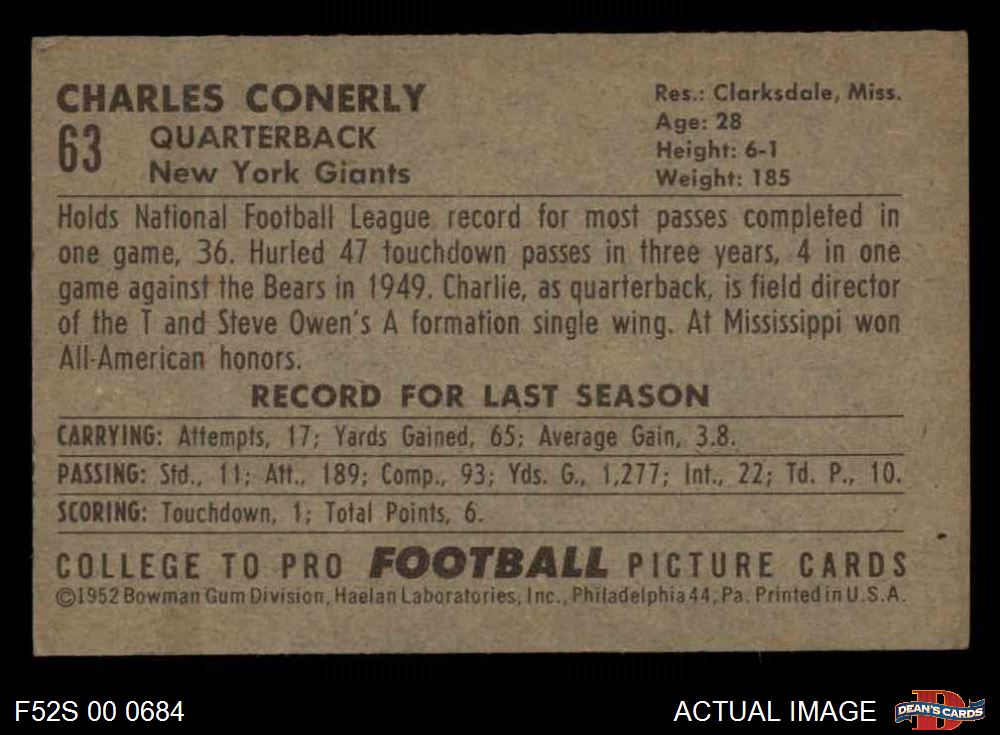 CHARLES CONERLY
63 QUARTERBACK
New York Giants
Res.: Clarksdale, Miss.
Age: 28
Height: 6-1
Weight: 185
Holds National Football League record for most passes completed in
one game, 36. Hurled 47 touchdown passes in three years, 4 in one
game against the Bears in 1949. Charlie, as quarterback, is field director
of the T and Steve Owen's A formation single wing. At Mississippi won
All-American honors.
RECORD FOR LAST SEASON
CARRYING: Attempts, 17; Yards Gained, 65; Average Gain, 3.8.
PASSING: Std., 11; Att., 189; Comp., 93; Yds. G., 1,277; Int., 22; Td. P., 10.
SCORING: Touchdown, 1; Total Points, 6.
COLLEGE TO PRO FOOTBALL PICTURE CARDS
©1952 Bowman Gum Division, Haelan Laboratories, Inc., Philadelphia 44, Pa. Printed in U.S.A.
F52S 00 0684
ACTUAL IMAGE
D
DEAN'S CARDS